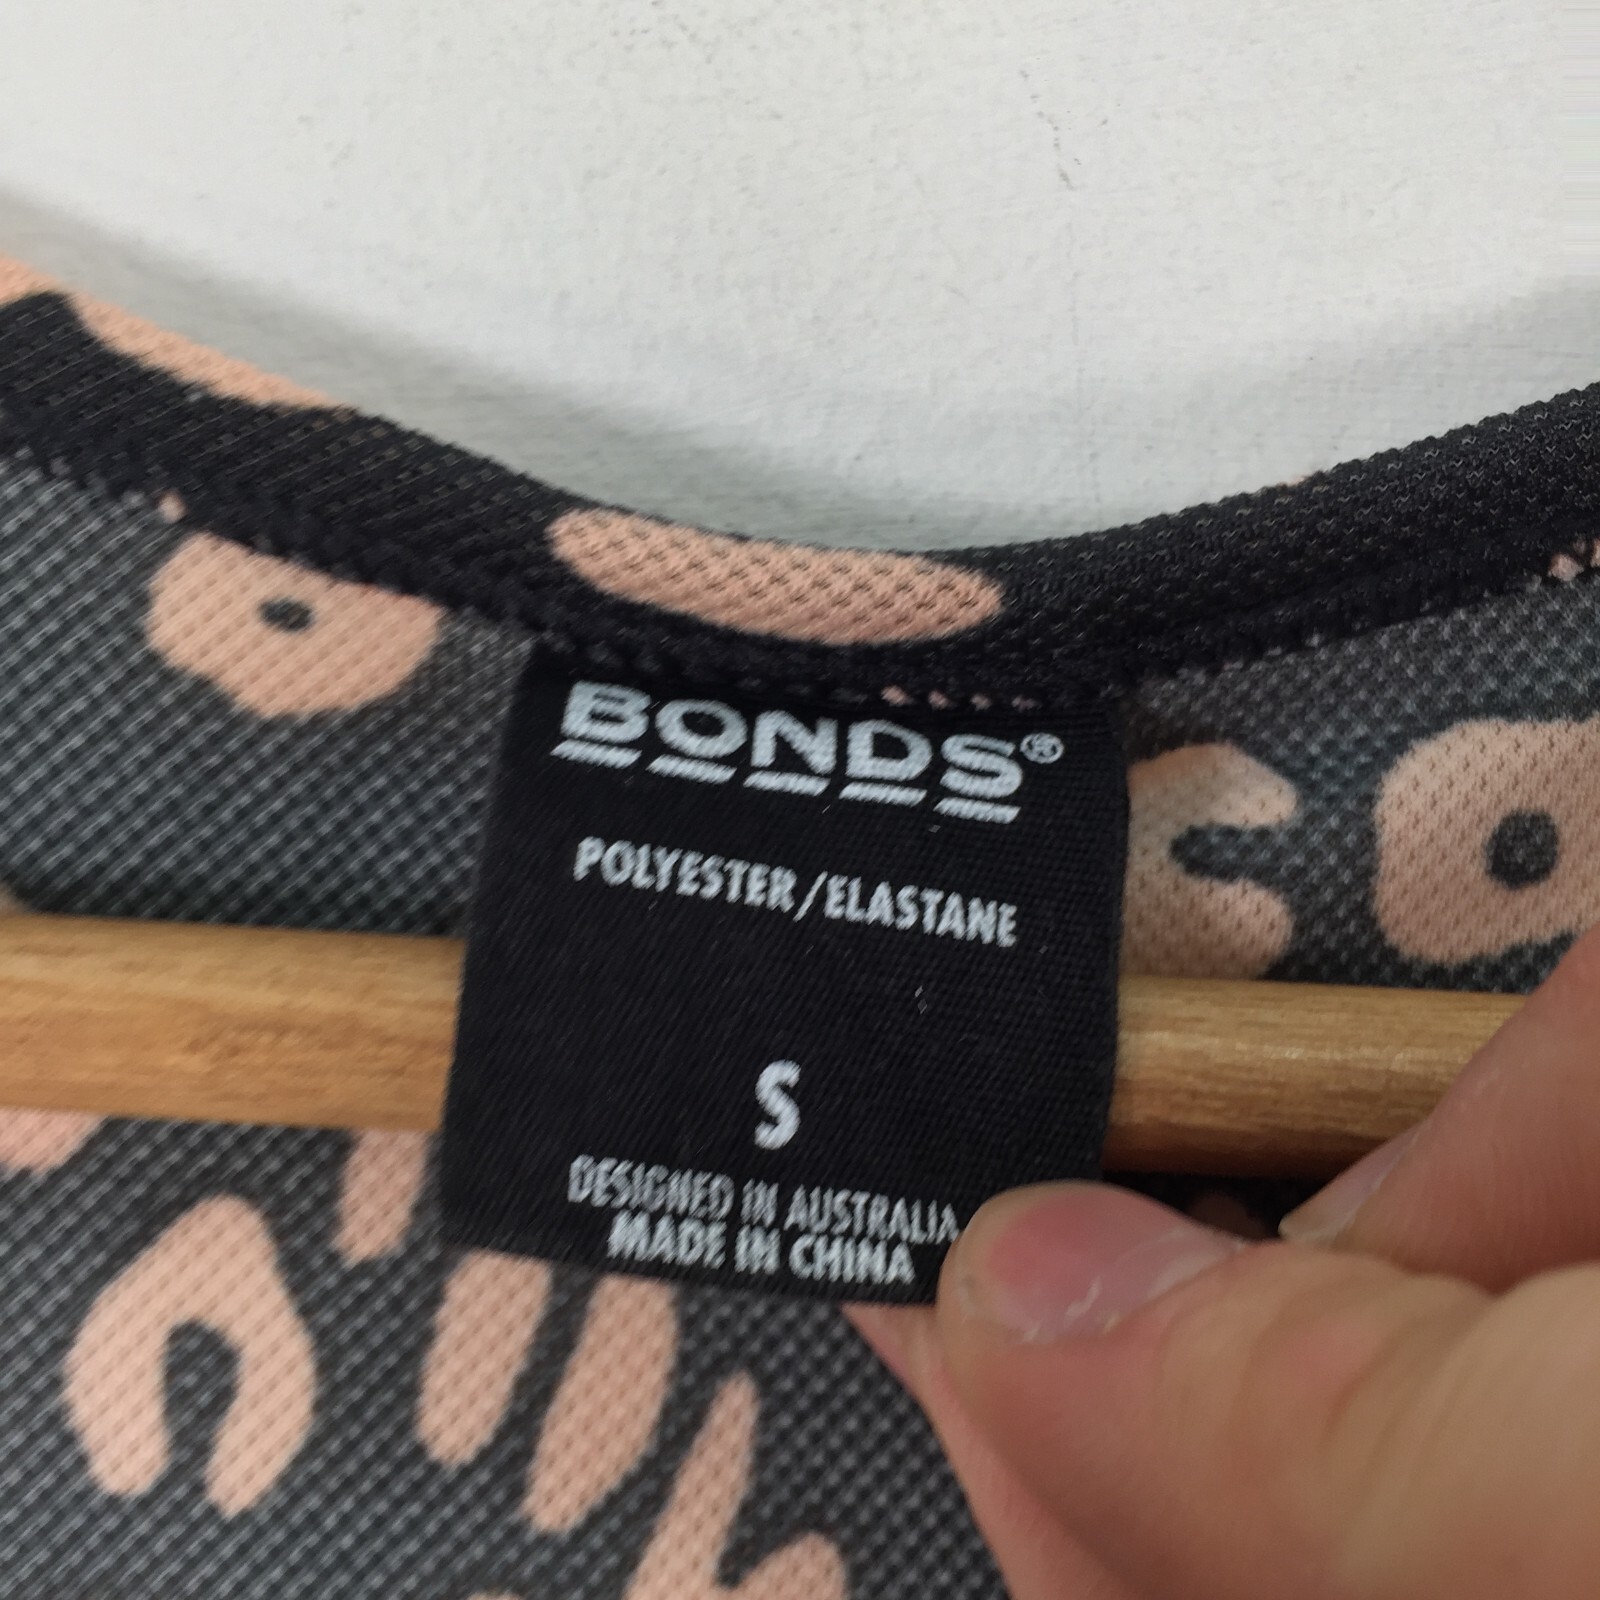 BONDS®
POLYESTER/ELASTANE
S
DESIGNED IN AUSTRALIA
MADE IN CHINA